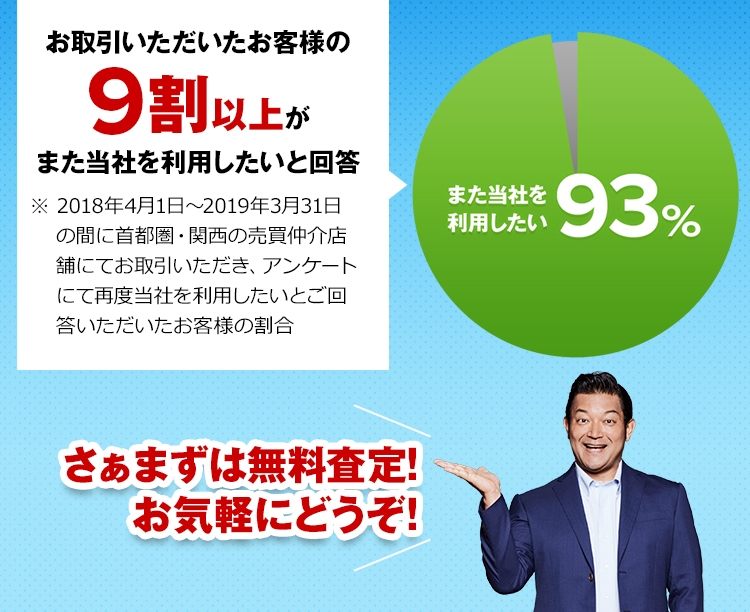 お取引いただいたお客様の
9割以上が
また当社を利用したいと回答
※ 2018年4月1日～2019年3月31日
の間に首都圏・関西の売買仲介店
舗にてお取引いただき、アンケート
にて再度当社を利用したいとご回
答いただいたお客様の割合
また当社を
利用したい 93%
さぁまずは無料査定!
お気軽にどうぞ!